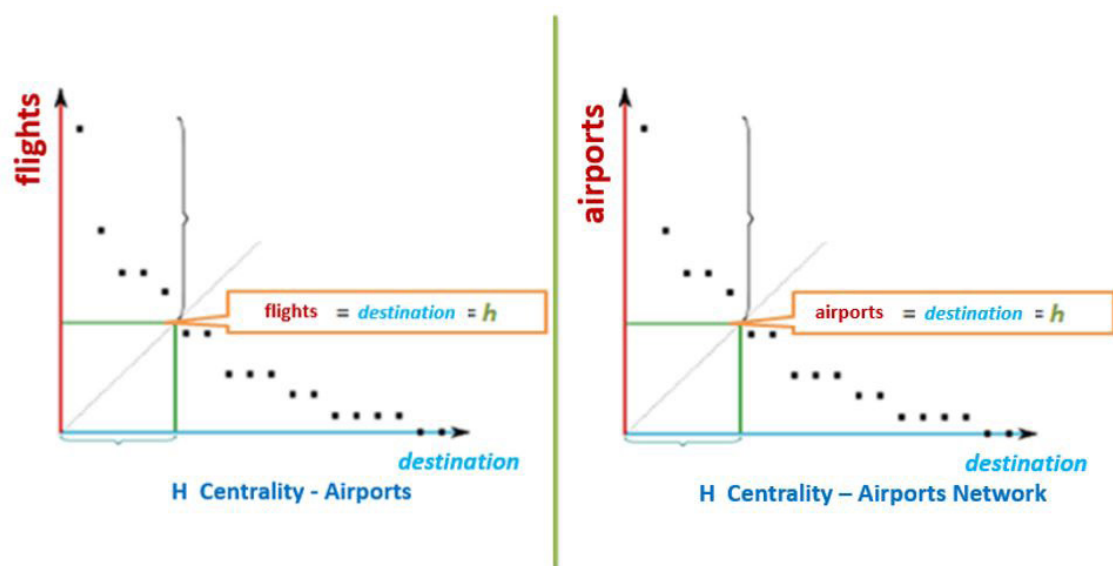 flights
flights = destination = h
destination
H Centrality - Airports
airports
airports = destination = h
destination
H Centrality – Airports Network